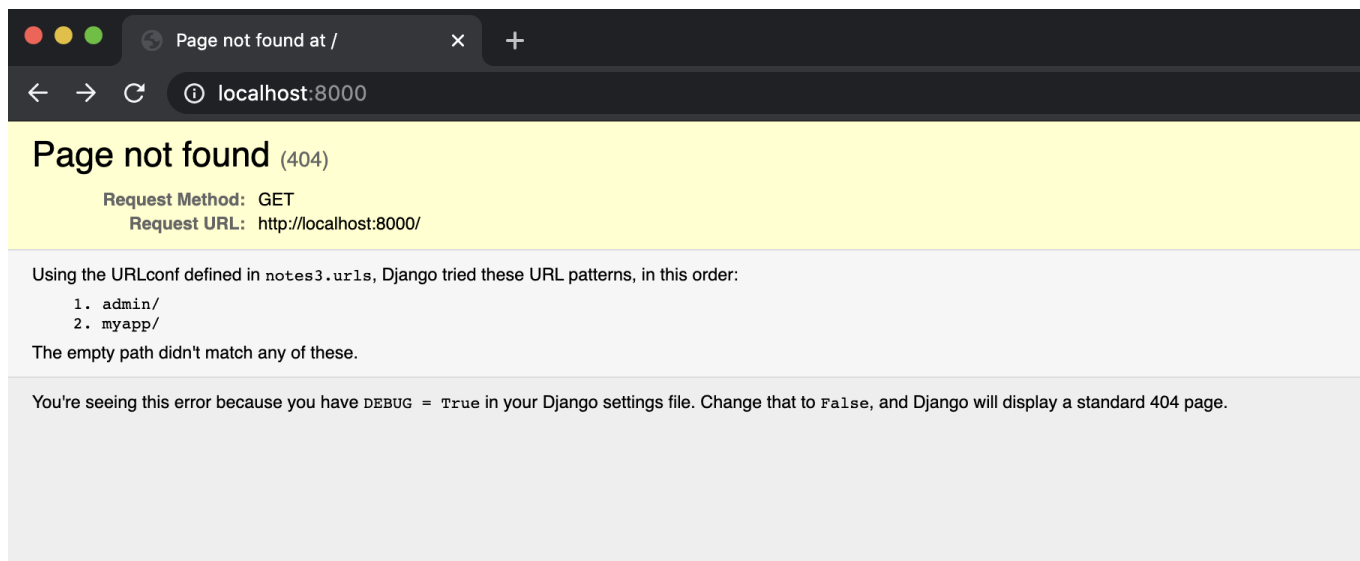 Page not found at /
localhost:8000
Page not found (404)
Request Method: GET
Request URL: http://localhost:8000/
Using the URLconf defined in notes3.urls, Django tried these URL patterns, in this order:
1. admin/
2. myapp/
The empty path didn't match any of these.
You're seeing this error because you have DEBUG = True in your Django settings file. Change that to False, and Django will display a standard 404 page.